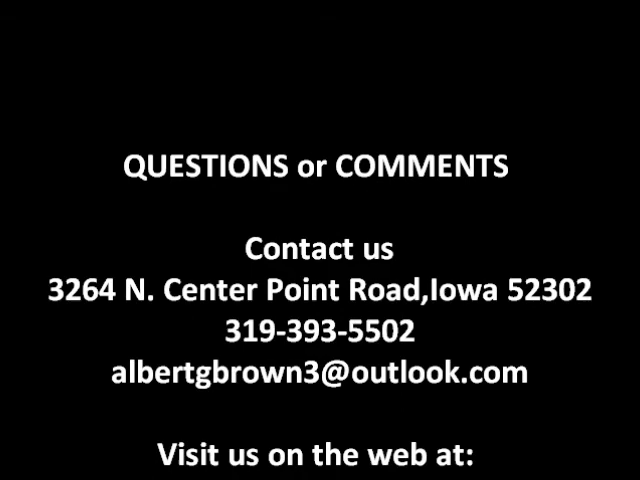 QUESTIONS or COMMENTS
Contact us
3264 N. Center Point Road,Iowa 52302
319-393-5502
albertgbrown3@outlook.com
Visit us on the web at: